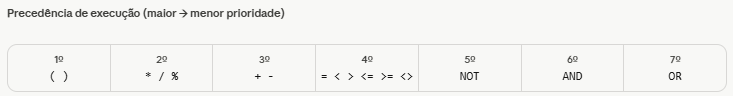 Precedência de execução (maior → menor prioridade)
1º 2º 3º 4º 5º 6º 7º
( ) * / % + - = < > <= >= <> NOT AND OR